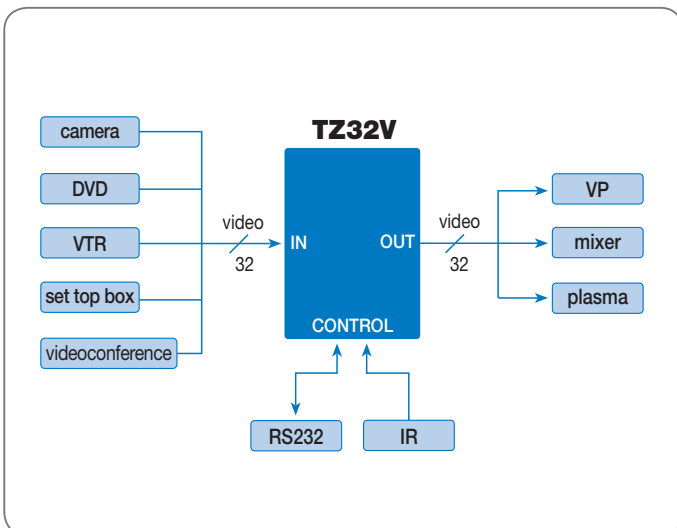 TZ32V
camera
DVD
VTR
set top box
videoconference
video
32
IN
OUT
CONTROL
video
32
VP
mixer
plasma
RS232
IR